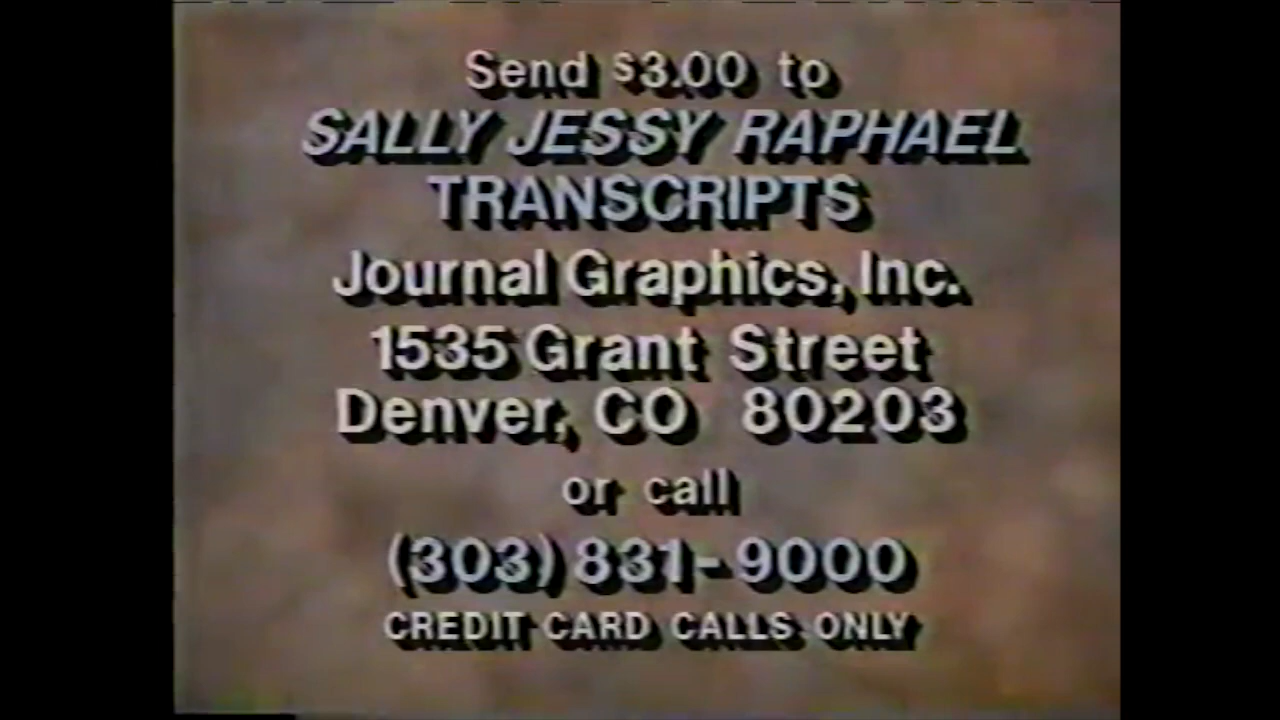 Send $3.00 to
SALLY JESSY RAPHAEL
TRANSCRIPTS
Journal Graphics, Inc.
1535 Grant Street
Denver, CO 80203
or call
(303) 831-9000
CREDIT CARD CALLS ONLY